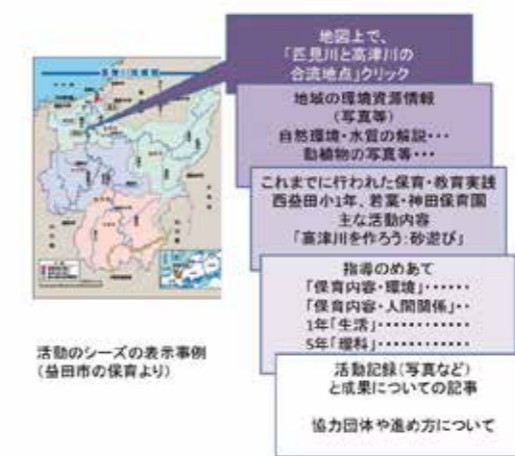 地図上で、
「匹見川と高津川の
合流地点」クリック
地域の環境資源情報
(写真等)
自然環境・水質の解説・・・
動植物の写真等・・・
これまでに行われた保育・教育実践
西益田小1年、若葉・神田保育園
主な活動内容
「高津川を作ろう:砂遊び」
指導のめあて
「保育内容・環境」・・・・・・
「保育内容・人間関係」・・
1年「生活」・・・・・・・・・・・・
5年「理科」・・・・・・・・・・・・
活動記録(写真など)
と成果についての記事
協力団体や進め方について
活動のシーズの表示事例
(益田市の保育より)